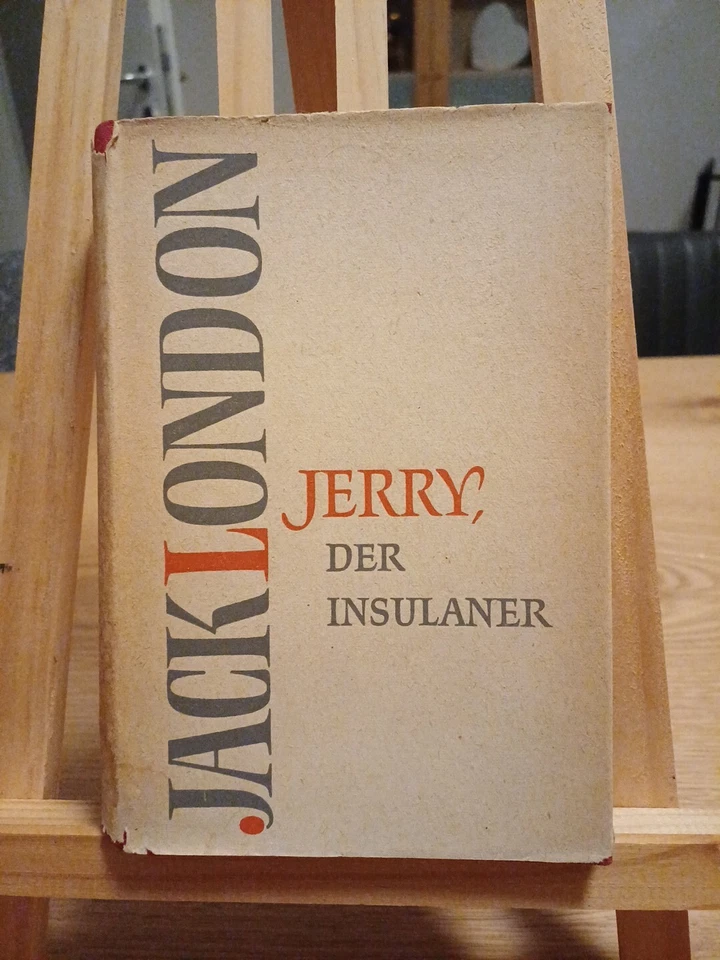 JACK LONDON
JERRY,
DER
INSULANER